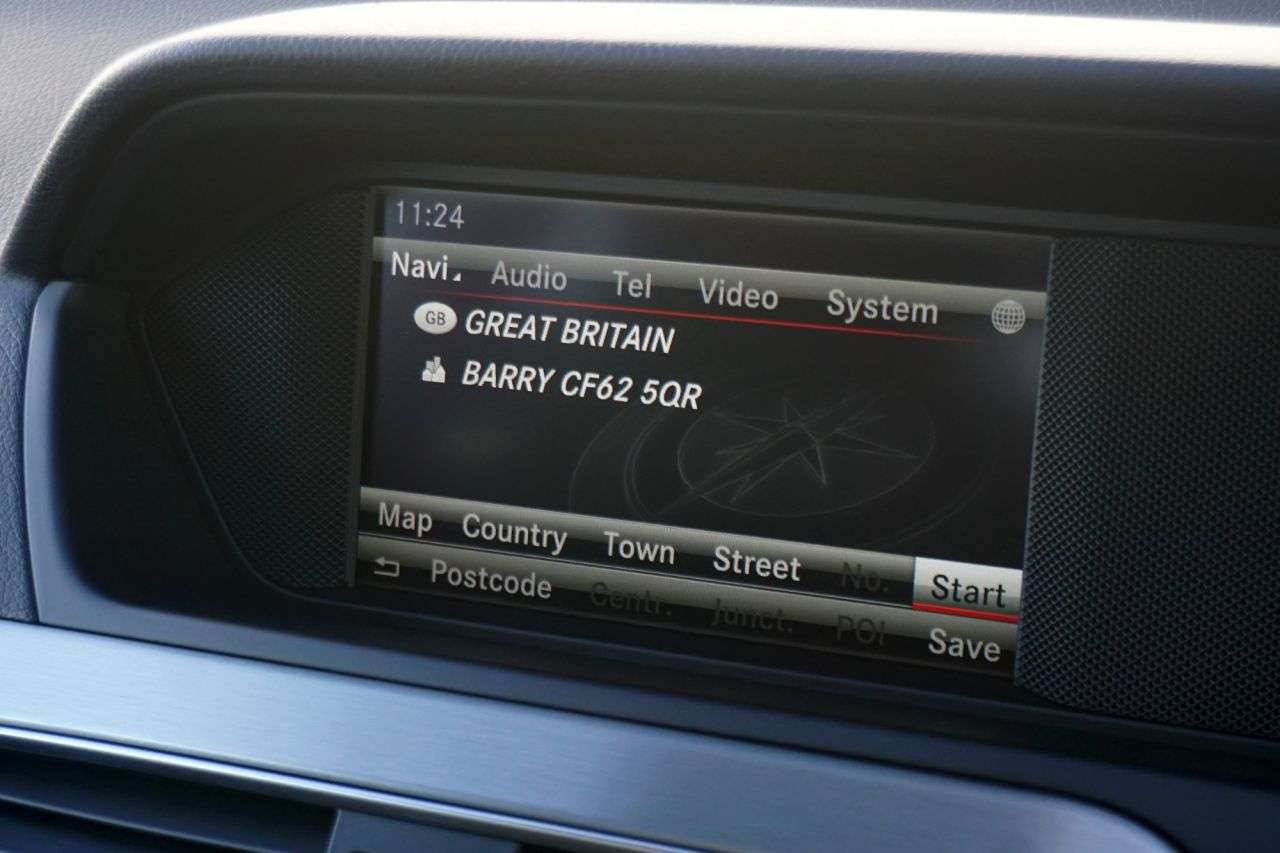 11:24
Navi Audio Tel Video System
GB GREAT BRITAIN
BARRY CF62 5QR
Map Country Town Street No. Start
Postcode Centr. Junct. POI Save